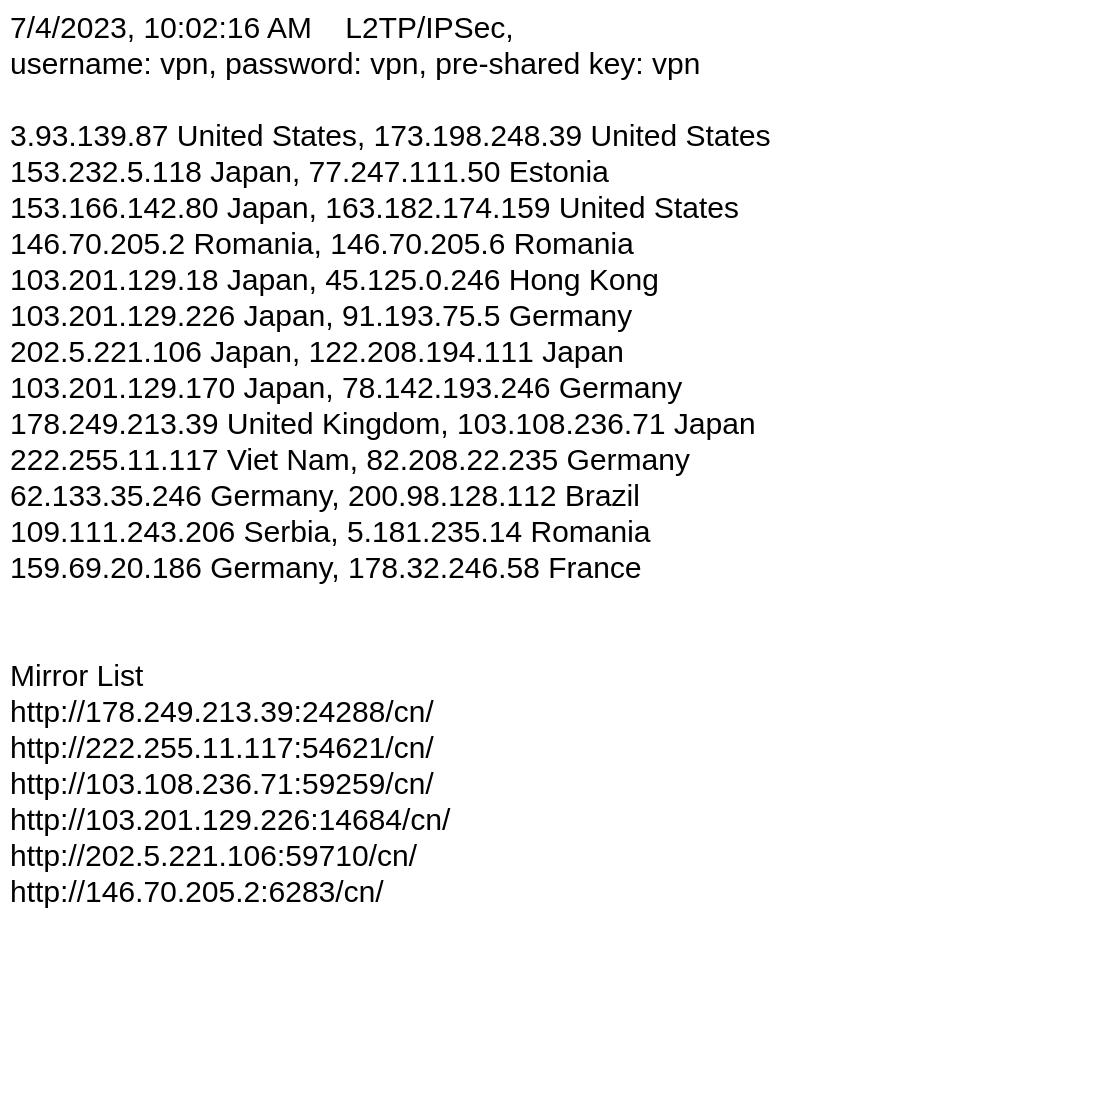 7/4/2023, 10:02:16 AM    L2TP/IPSec,
username: vpn, password: vpn, pre-shared key: vpn
3.93.139.87 United States, 173.198.248.39 United States
153.232.5.118 Japan, 77.247.111.50 Estonia
153.166.142.80 Japan, 163.182.174.159 United States
146.70.205.2 Romania, 146.70.205.6 Romania
103.201.129.18 Japan, 45.125.0.246 Hong Kong
103.201.129.226 Japan, 91.193.75.5 Germany
202.5.221.106 Japan, 122.208.194.111 Japan
103.201.129.170 Japan, 78.142.193.246 Germany
178.249.213.39 United Kingdom, 103.108.236.71 Japan
222.255.11.117 Viet Nam, 82.208.22.235 Germany
62.133.35.246 Germany, 200.98.128.112 Brazil
109.111.243.206 Serbia, 5.181.235.14 Romania
159.69.20.186 Germany, 178.32.246.58 France
Mirror List
http://178.249.213.39:24288/cn/
http://222.255.11.117:54621/cn/
http://103.108.236.71:59259/cn/
http://103.201.129.226:14684/cn/
http://202.5.221.106:59710/cn/
http://146.70.205.2:6283/cn/